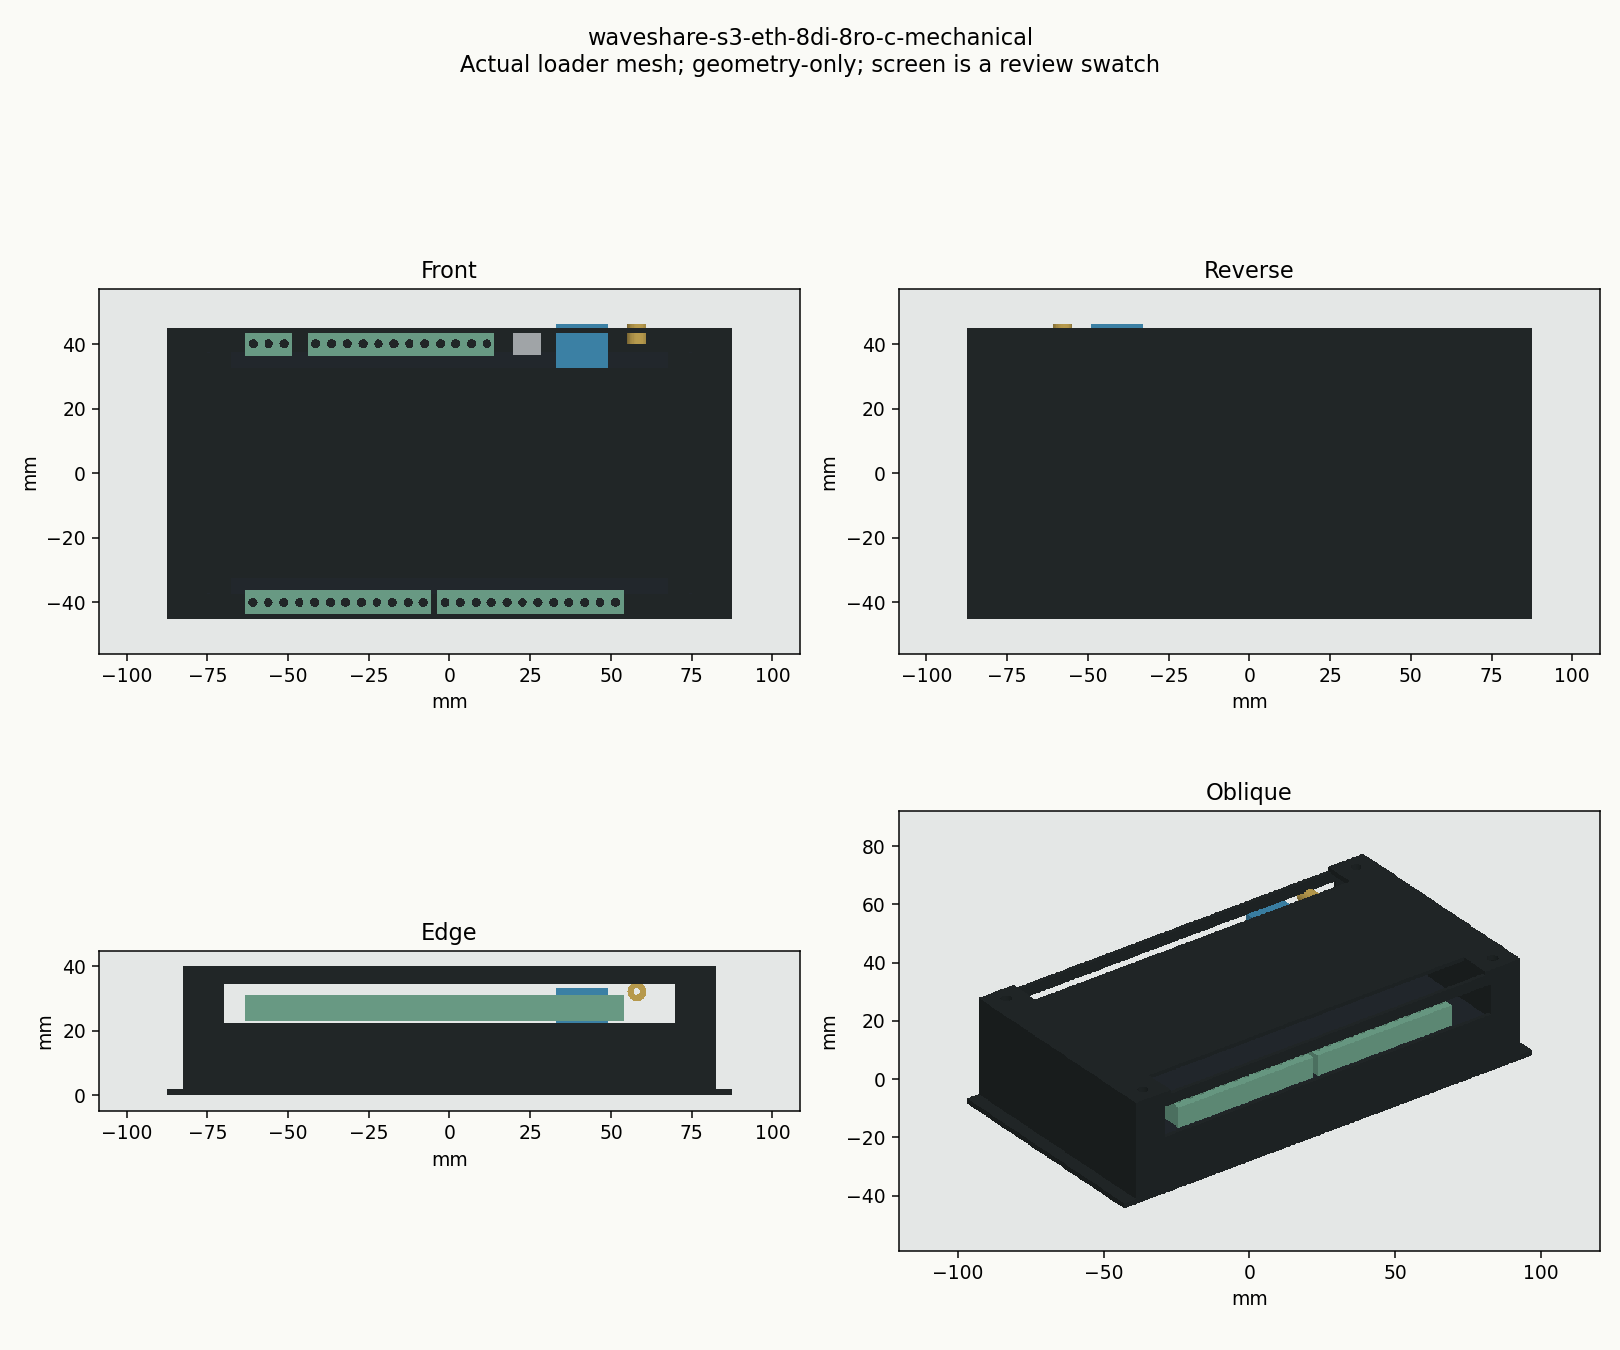 waveshare-s3-eth-8di-8ro-c-mechanical
Actual loader mesh; geometry-only; screen is a review swatch
Front
40
20
0
−20
−40
mm
−100 −75 −50 −25 0 25 50 75 100
mm
Reverse
40
20
0
−20
−40
mm
−100 −75 −50 −25 0 25 50 75 100
mm
Edge
40
20
0
mm
−100 −75 −50 −25 0 25 50 75 100
mm
Oblique
80
60
40
20
0
−20
−40
mm
−100 −50 0 50 100
mm